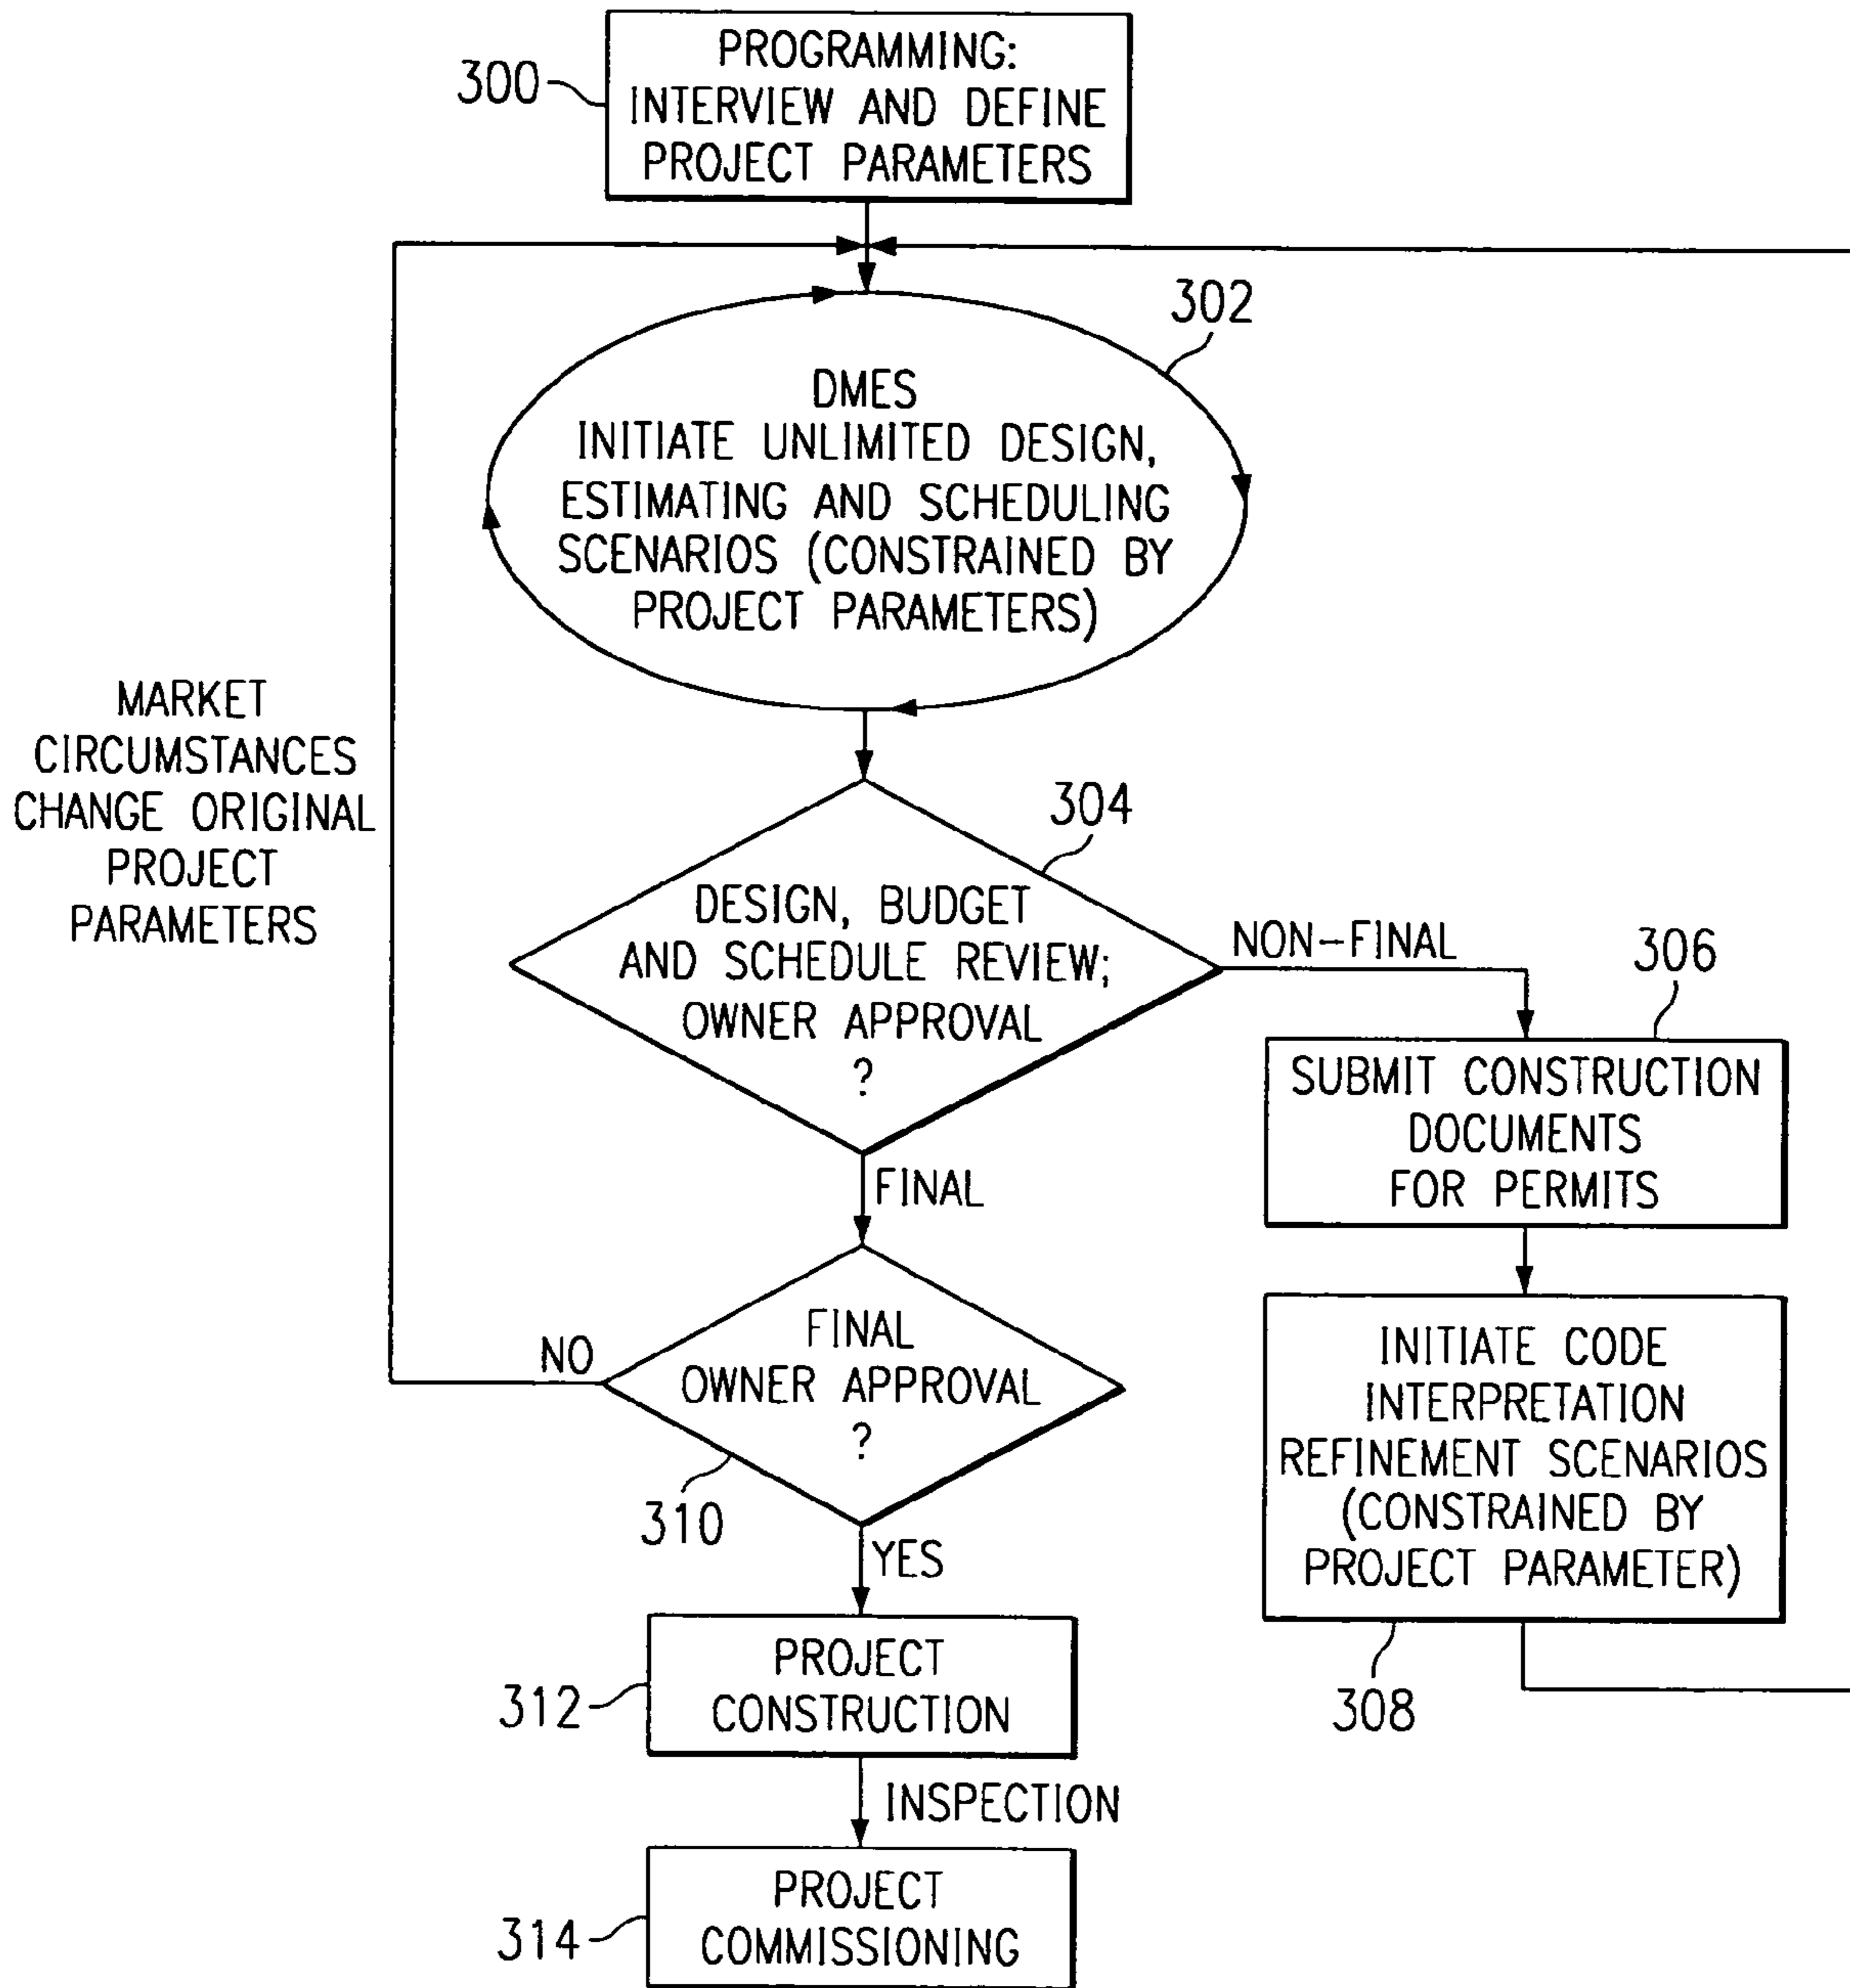 PROGRAMMING:
INTERVIEW AND DEFINE
PROJECT PARAMETERS
300
302
DMES
INITIATE UNLIMITED DESIGN,
ESTIMATING AND SCHEDULING
SCENARIOS (CONSTRAINED BY
PROJECT PARAMETERS)
MARKET
CIRCUMSTANCES
CHANGE ORIGINAL
PROJECT
PARAMETERS
304
DESIGN, BUDGET
AND SCHEDULE REVIEW;
OWNER APPROVAL
?
NON-FINAL
306
SUBMIT CONSTRUCTION
DOCUMENTS
FOR PERMITS
FINAL
FINAL
OWNER APPROVAL
?
NO
310
YES
INITIATE CODE
INTERPRETATION
REFINEMENT SCENARIOS
(CONSTRAINED BY
PROJECT PARAMETER)
308
PROJECT
CONSTRUCTION
312
INSPECTION
PROJECT
COMMISSIONING
314